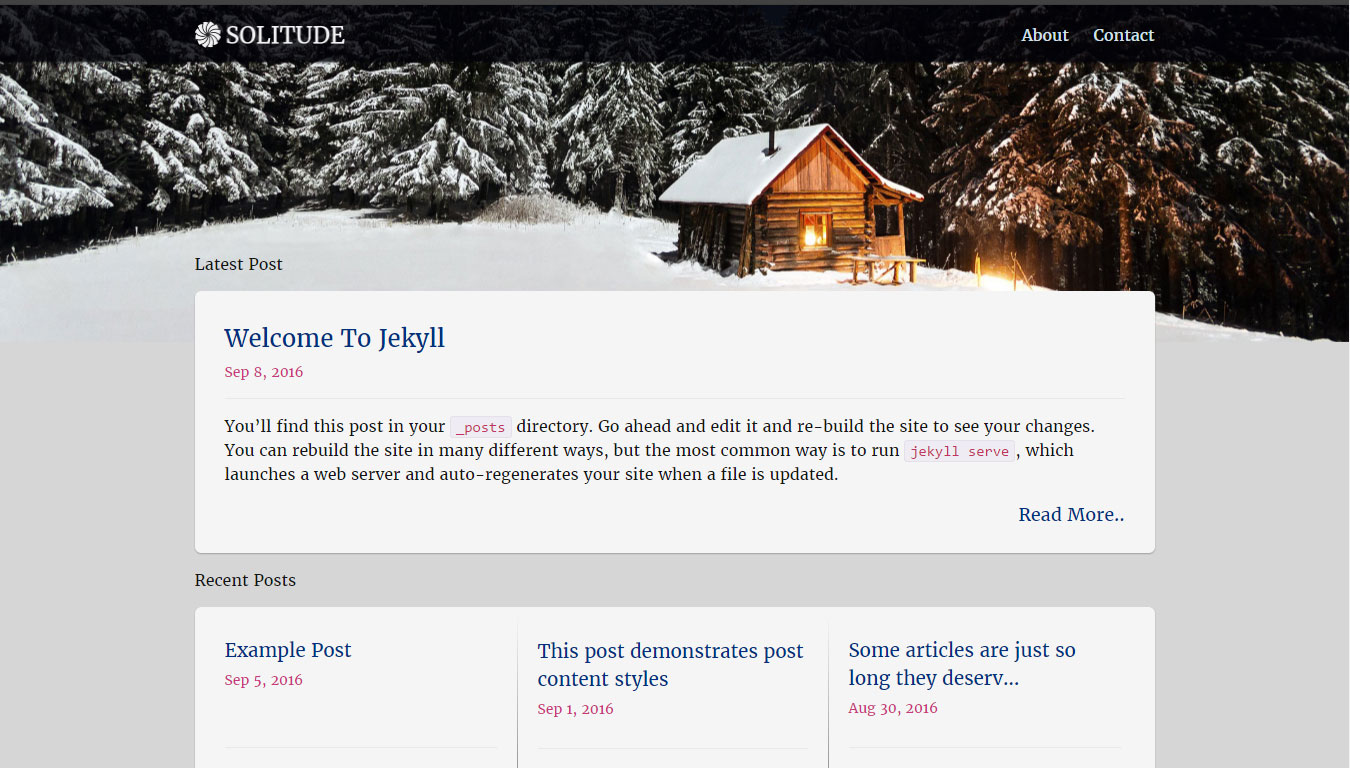 SOLITUDE
About Contact
Latest Post
Welcome To Jekyll
Sep 8, 2016
You’ll find this post in your _posts directory. Go ahead and edit it and re-build the site to see your changes.
You can rebuild the site in many different ways, but the most common way is to run jekyll serve, which
launches a web server and auto-regenerates your site when a file is updated.
Read More..
Recent Posts
Example Post
Sep 5, 2016
This post demonstrates post
content styles
Sep 1, 2016
Some articles are just so
long they deserv...
Aug 30, 2016